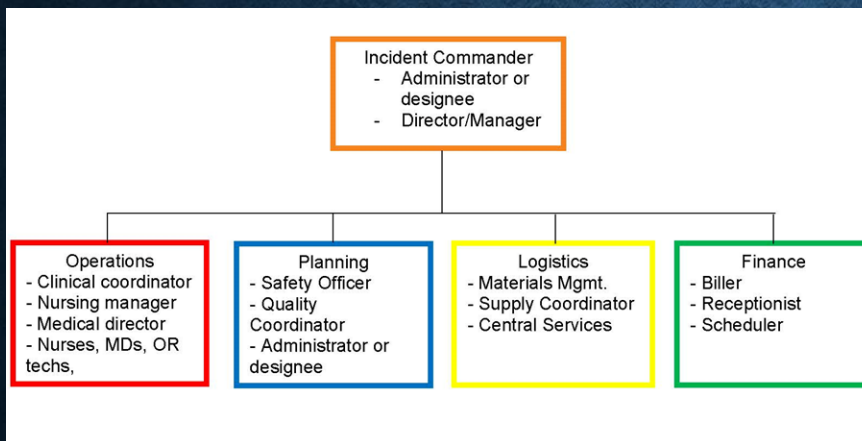 Incident Commander
- Administrator or
designee
- Director/Manager
Operations
- Clinical coordinator
- Nursing manager
- Medical director
- Nurses, MDs, OR
techs,
Planning
- Safety Officer
- Quality
Coordinator
- Administrator or
designee
Logistics
- Materials Mgmt.
- Supply Coordinator
- Central Services
Finance
- Biller
- Receptionist
- Scheduler